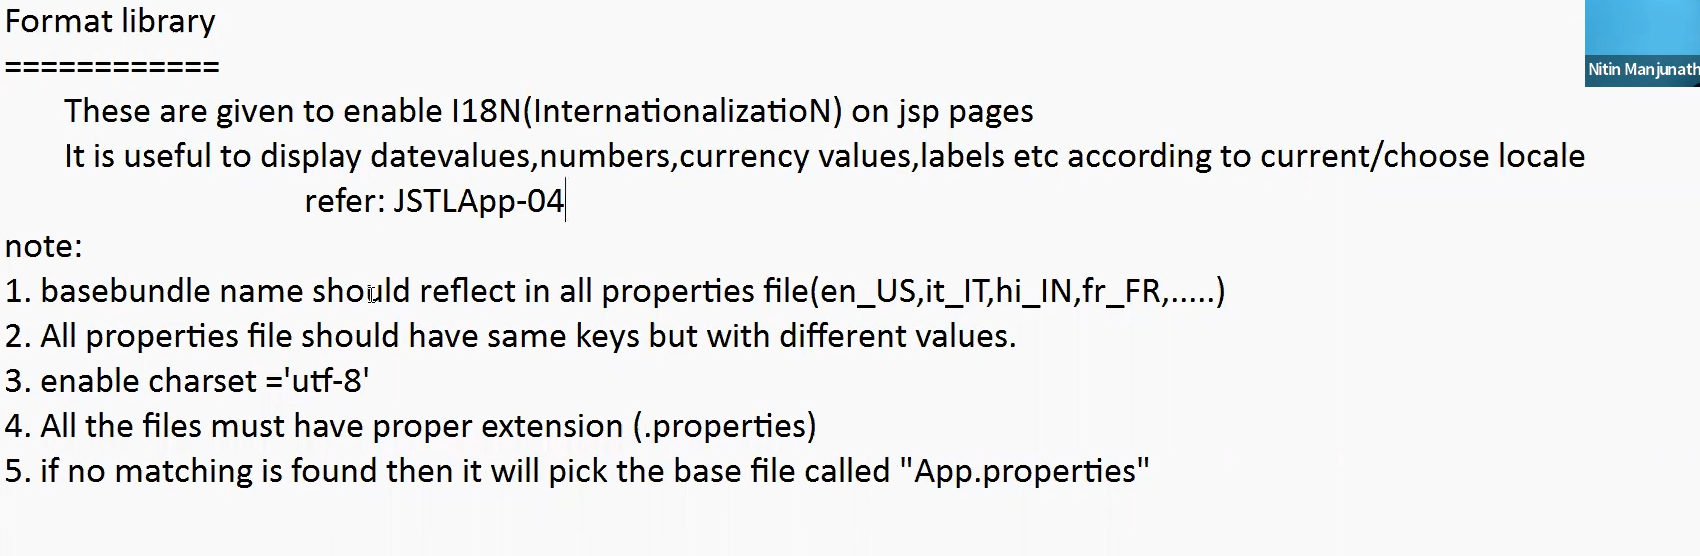 Format library
============
These are given to enable I18N(InternationalizatioN) on jsp pages
It is useful to display datevalues,numbers,currency values,labels etc according to current/choose locale
refer: JSTLApp-04
note:
1. basebundle name should reflect in all properties file(en_US,it_IT,hi_IN,fr_FR,.....)
2. All properties file should have same keys but with different values.
3. enable charset ='utf-8'
4. All the files must have proper extension (.properties)
5. if no matching is found then it will pick the base file called "App.properties"
Nitin Manjunath